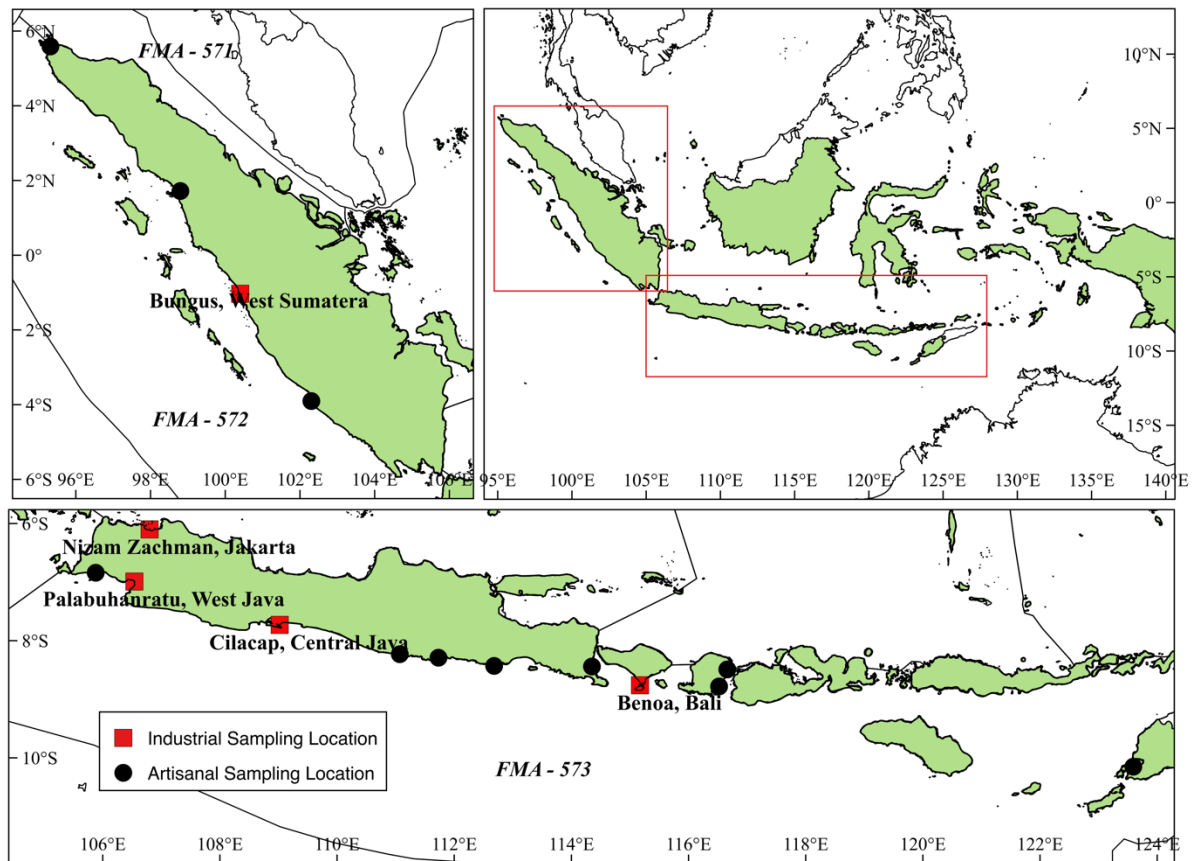 6°N
4°N
2°N
0°
2°S
4°S
6°S
96°E
98°E
100°E
102°E
104°E
106°E
FMA - 571
Bungus, West Sumatera
FMA - 572
10°N
5°N
0°
5°S
10°S
15°S
95°E
100°E
105°E
110°E
115°E
120°E
125°E
130°E
135°E
140°E
6°S
8°S
10°S
Nizam Zachman, Jakarta
Palabuhanratu, West Java
Cilacap, Central Java
Benoa, Bali
Industrial Sampling Location
Artisanal Sampling Location
FMA - 573
106°E
108°E
110°E
112°E
114°E
116°E
118°E
120°E
122°E
124°E